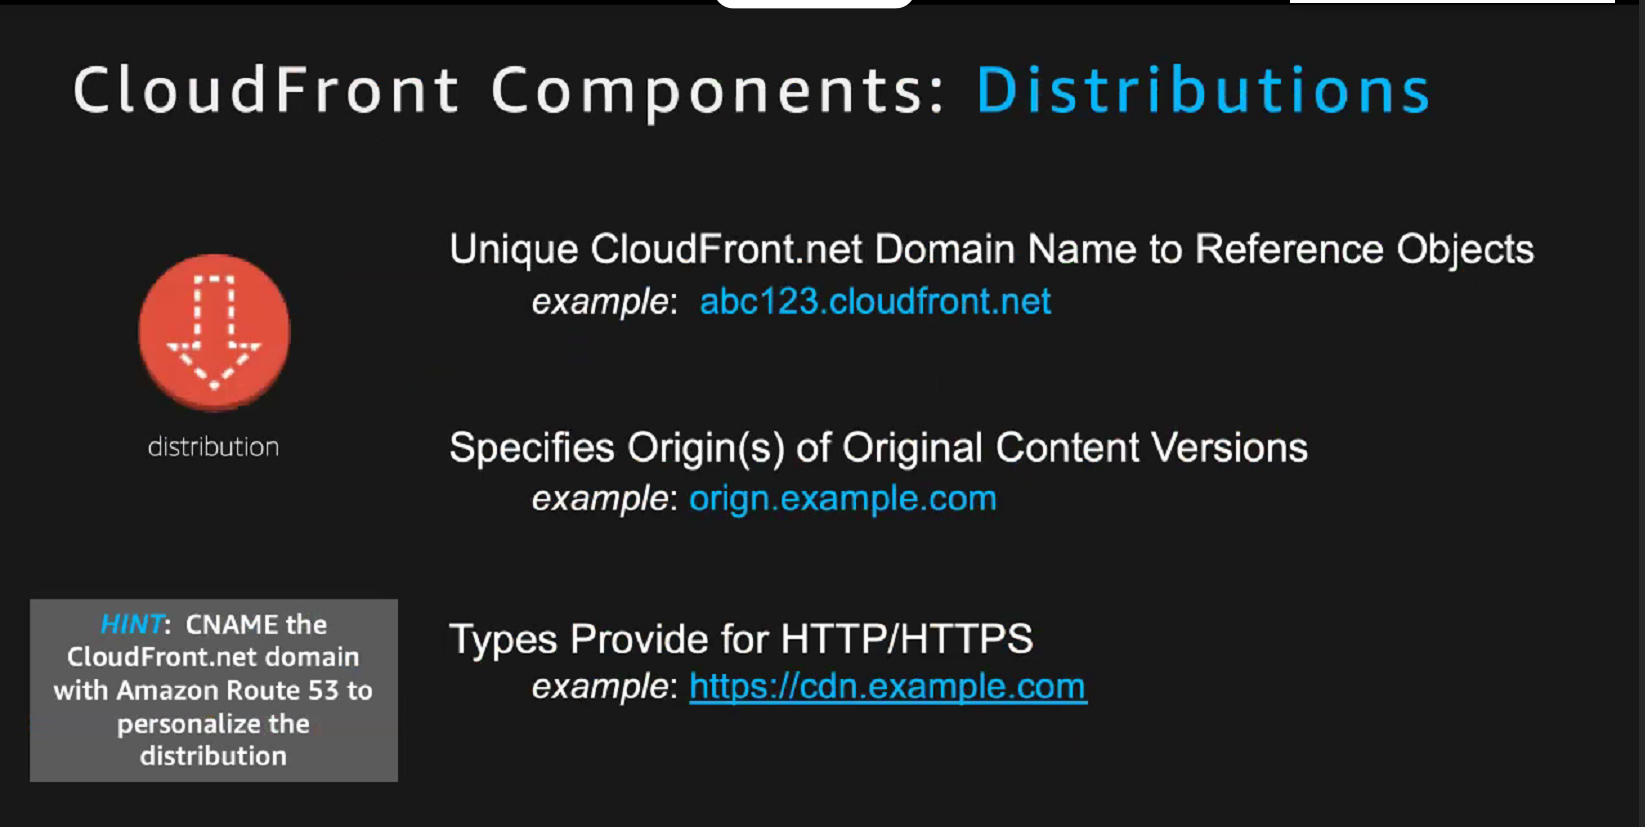 CloudFront Components: Distributions
Unique CloudFront.net Domain Name to Reference Objects
example: abc123.cloudfront.net
distribution
Specifies Origin(s) of Original Content Versions
example: orign.example.com
HINT: CNAME the
CloudFront.net domain
with Amazon Route 53 to
personalize the
distribution
Types Provide for HTTP/HTTPS
example: https://cdn.example.com